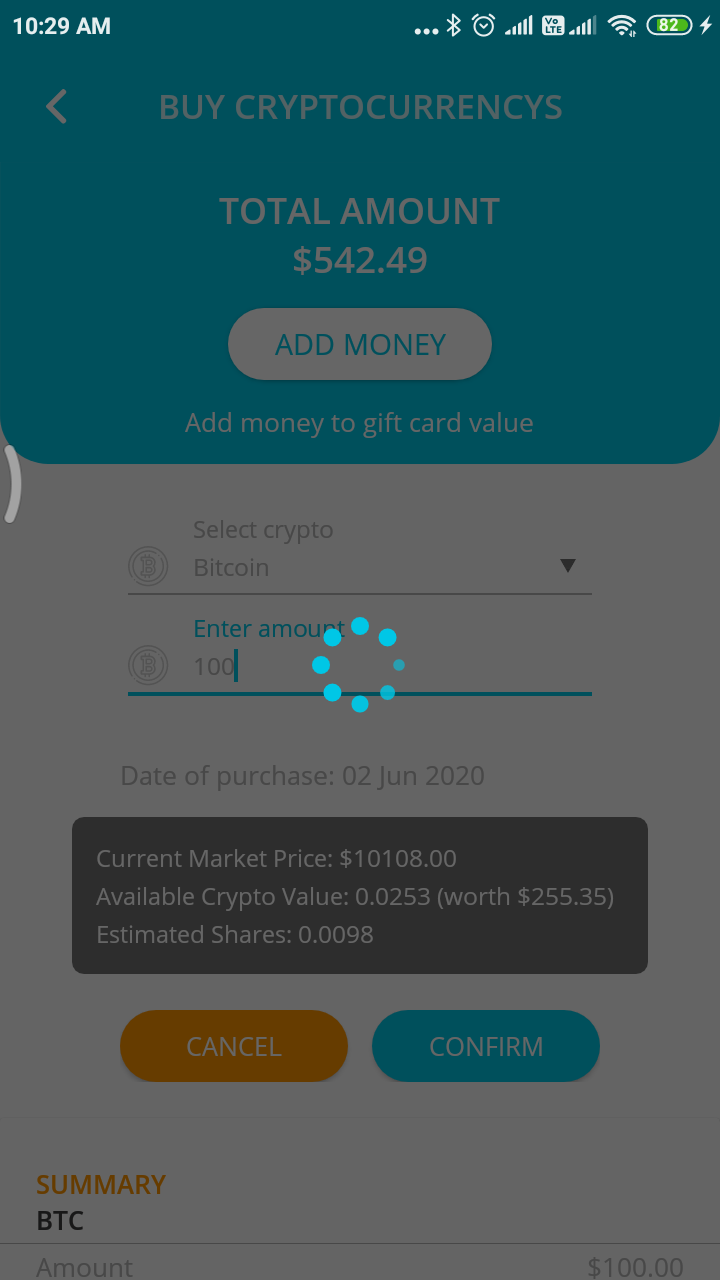 10:29 AM
Vo LTE
82
BUY CRYPTOCURRENCYS
TOTAL AMOUNT
$542.49
ADD MONEY
Add money to gift card value
Select crypto
Bitcoin
Enter amount
100
Date of purchase: 02 Jun 2020
Current Market Price: $10108.00
Available Crypto Value: 0.0253 (worth $255.35)
Estimated Shares: 0.0098
CANCEL
CONFIRM
SUMMARY
BTC
Amount $100.00